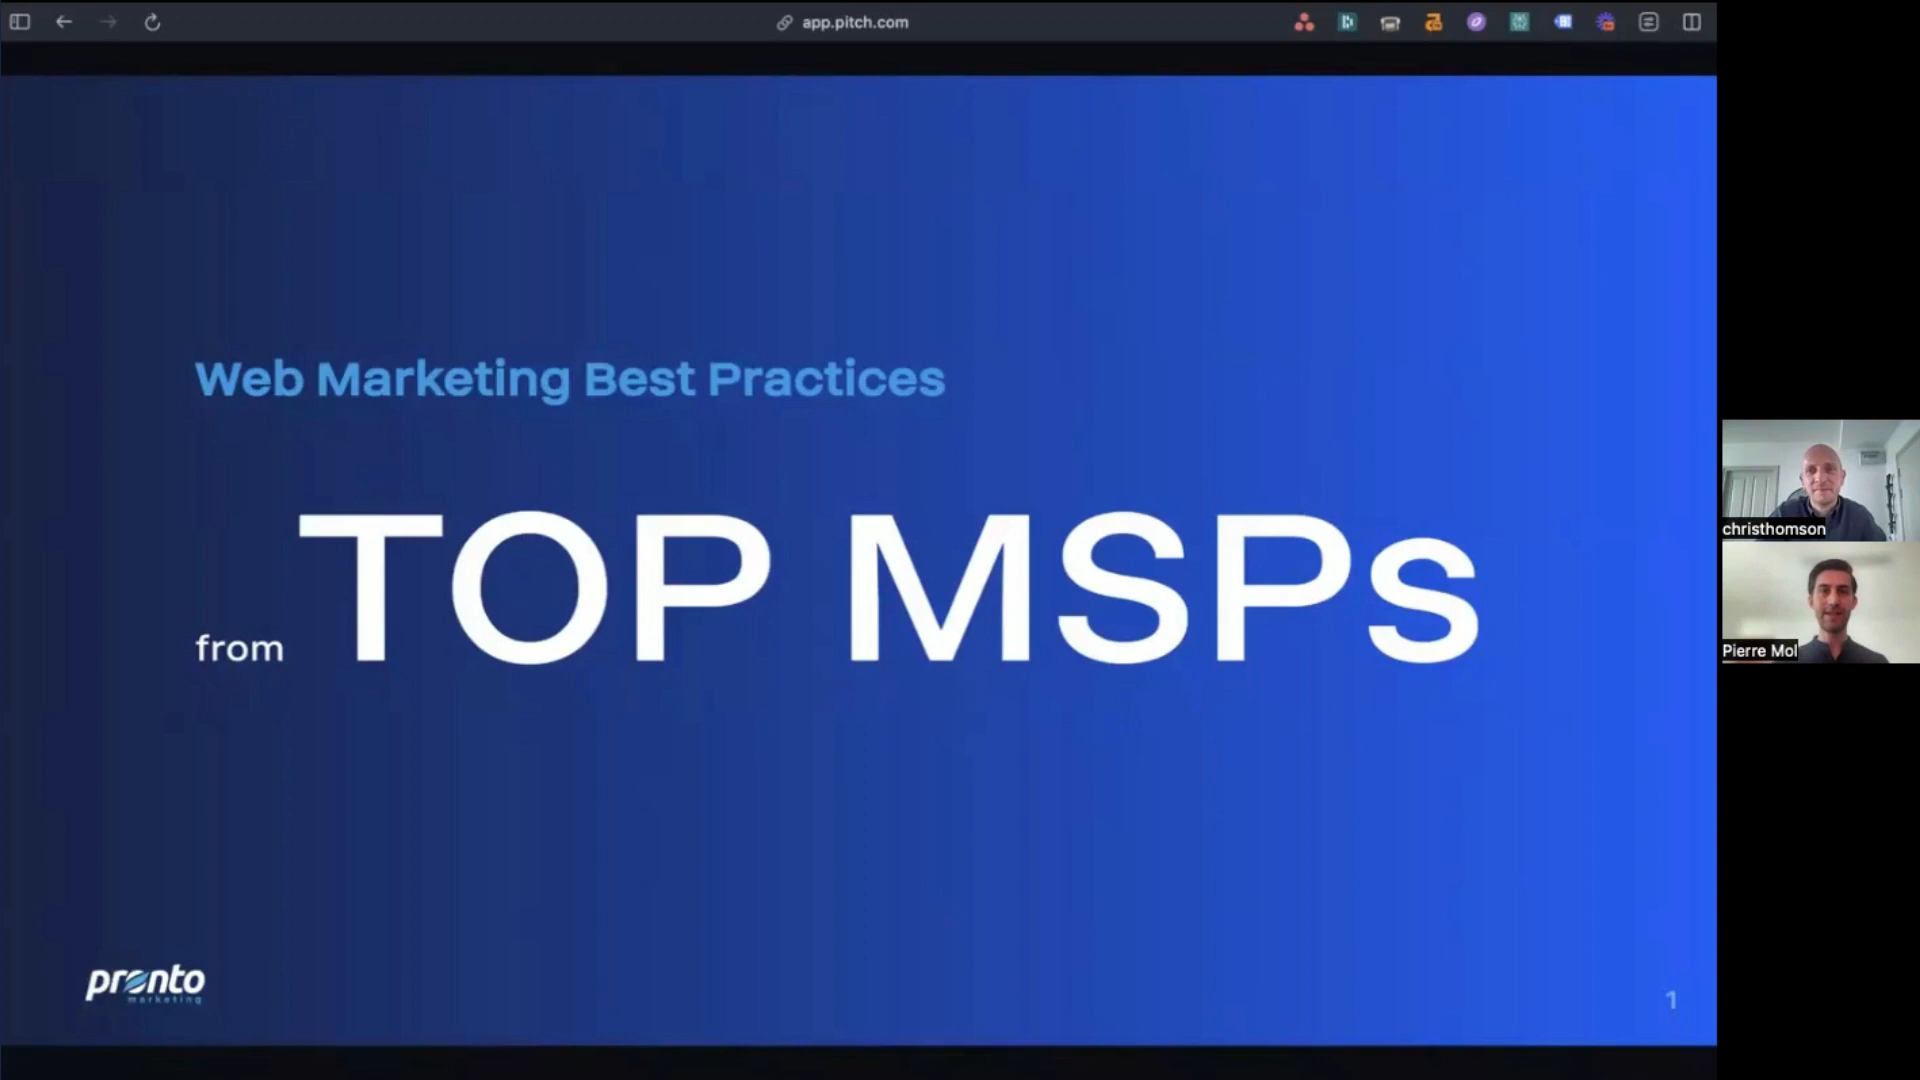 app.pitch.com
Web Marketing Best Practices
from TOP MSPs
christhomson
Pierre Mol
pronto
marketing
1